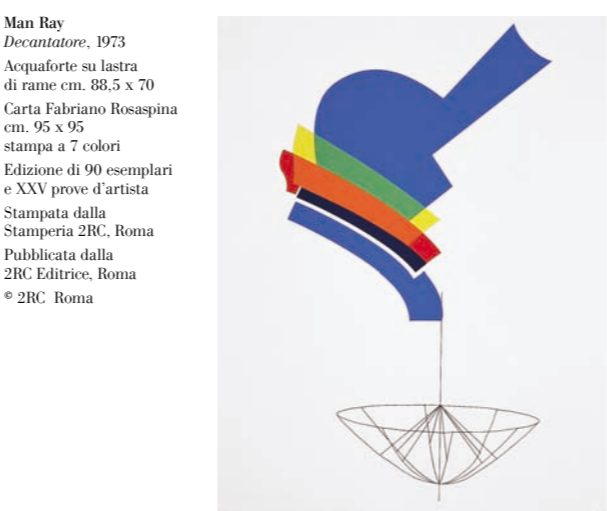 Man Ray
Decantatore, 1973
Acquaforte su lastra
di rame cm. 88,5 x 70
Carta Fabriano Rosaspina
cm. 95 x 95
stampa a 7 colori
Edizione di 90 esemplari
e XXV prove d'artista
Stampata dalla
Stamperia 2RC, Roma
Pubblicata dalla
2RC Editrice, Roma
© 2RC Roma